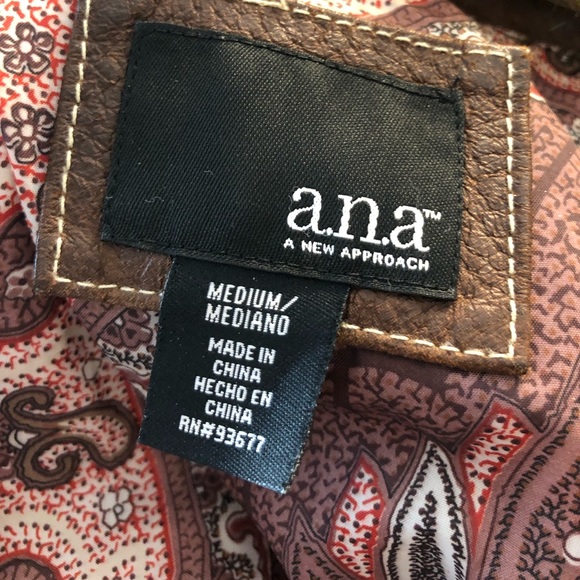 a.n.a™
A NEW APPROACH
MEDIUM/
MEDIANO
MADE IN
CHINA
HECHO EN
CHINA
RN#93677